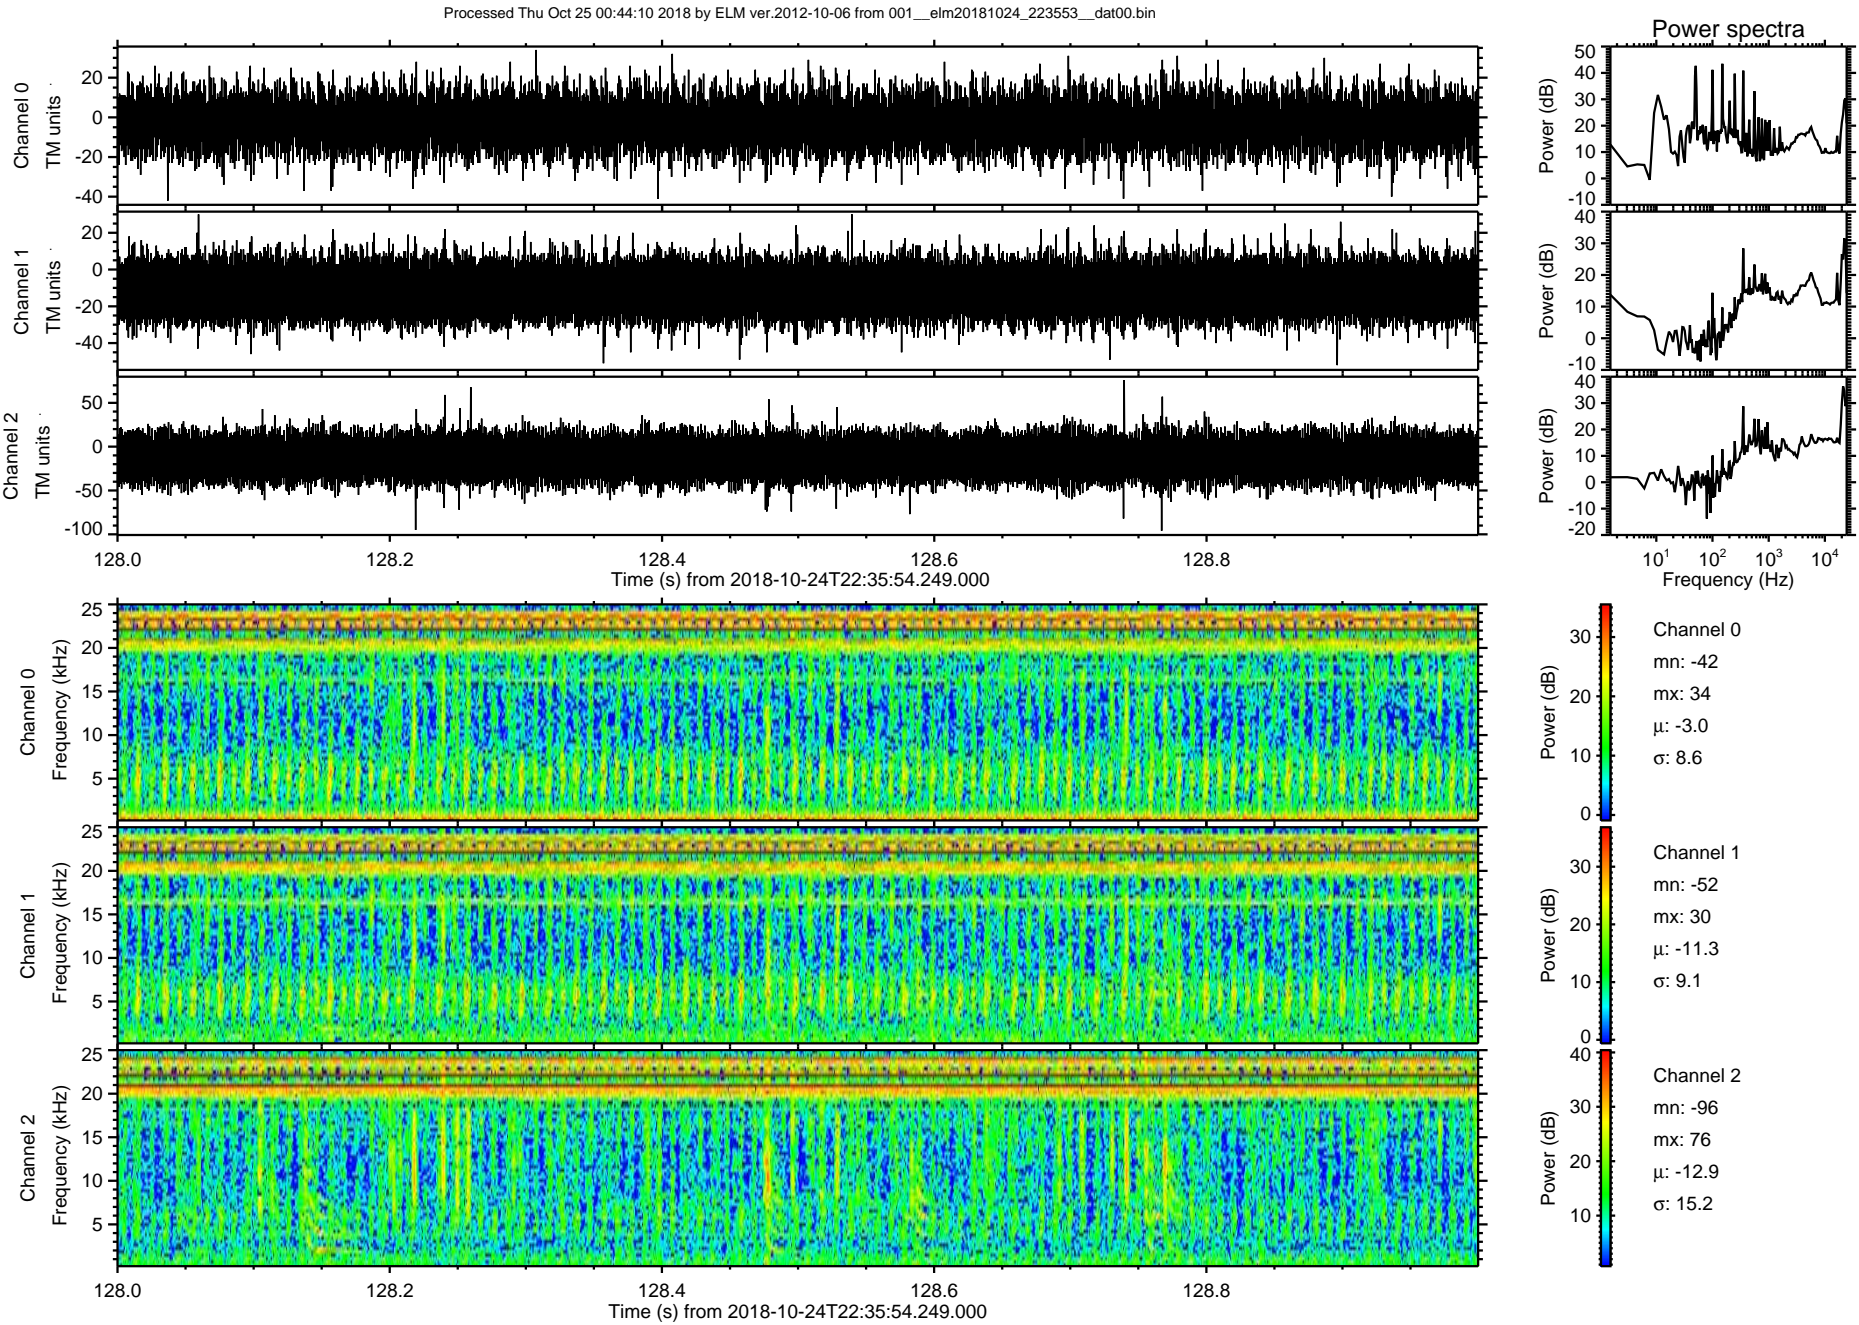 Processed Thu Oct 25 00:44:10 2018 by ELM ver.2012-10-06 from 001__elm20181024_223553__dat00.bin
Power spectra
Channel 0
TM units
20
0
-20
-40
Power (dB)
50
40
30
20
10
0
-10
Channel 1
TM units
20
0
-20
-40
Power (dB)
40
30
20
10
0
-10
Channel 2
TM units
50
0
-50
-100
Power (dB)
40
30
20
10
0
-10
-20
128.0 128.2 128.4 128.6 128.8
Time (s) from 2018-10-24T22:35:54.249.000
10^1 10^2 10^3 10^4
Frequency (Hz)
Channel 0
Frequency (kHz)
25
20
15
10
5
Power (dB)
30
20
10
0
Channel 0
mn: -42
mx: 34
μ: -3.0
σ: 8.6
Channel 1
Frequency (kHz)
25
20
15
10
5
Power (dB)
30
20
10
0
Channel 1
mn: -52
mx: 30
μ: -11.3
σ: 9.1
Channel 2
Frequency (kHz)
25
20
15
10
5
Power (dB)
40
30
20
10
Channel 2
mn: -96
mx: 76
μ: -12.9
σ: 15.2
128.0 128.2 128.4 128.6 128.8
Time (s) from 2018-10-24T22:35:54.249.000